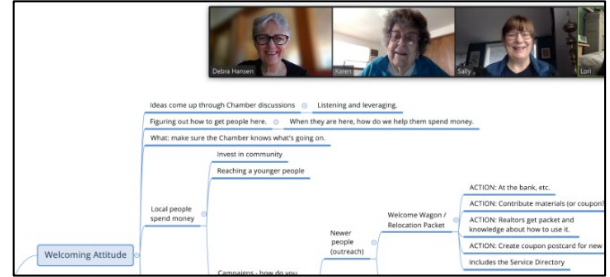 Debra Hansen
Karen
Sally
Lori
Ideas come up through Chamber discussions
Listening and leveraging.
Figuring out how to get people here.
When they are here, how do we help them spend money.
What: make sure the Chamber knows what's going on.
Invest in community
Reaching a younger people
Local people
spend money
Welcoming Attitude
Campaigns - how do you
Newer
people
(outreach)
Welcome Wagon /
Relocation Packet
ACTION: At the bank, etc.
ACTION: Contribute materials (or coupon
ACTION: Realtors get packet and
knowledge about how to use it.
ACTION: Create coupon postcard for new
Includes the Service Directory